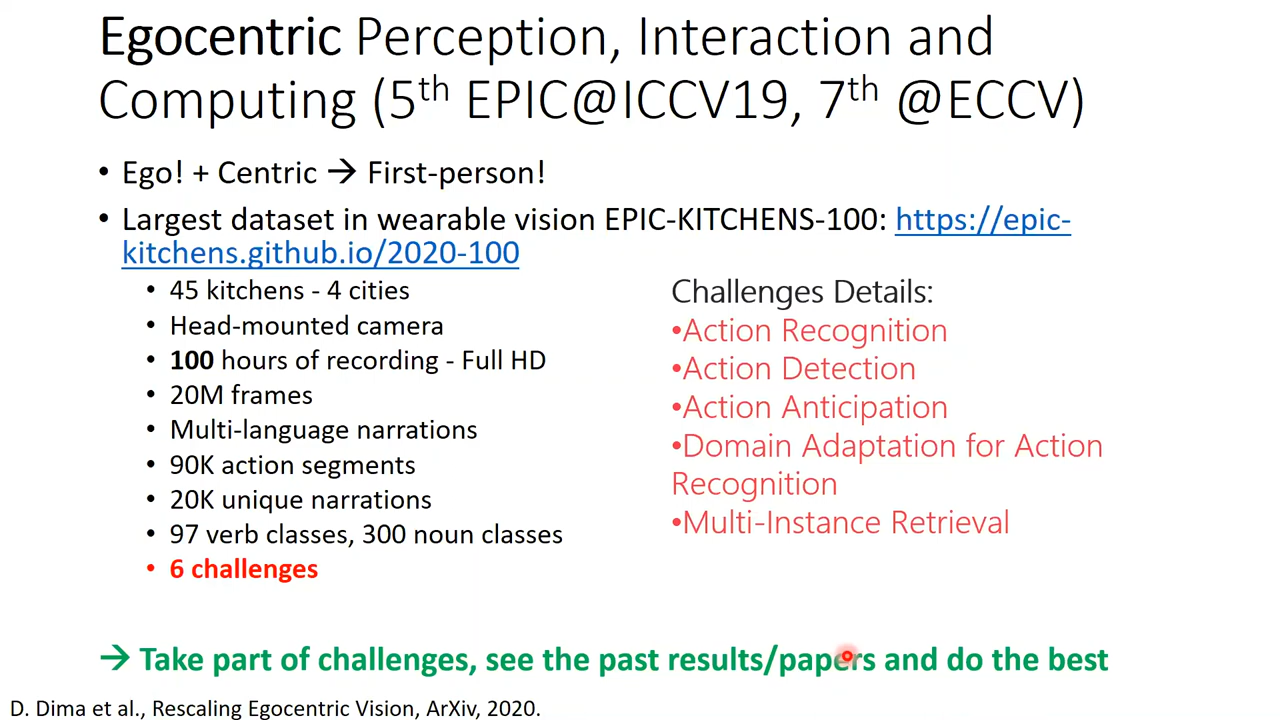 Egocentric Perception, Interaction and
Computing (5th EPIC@ICCV19, 7th @ECCV)
• Ego! + Centric → First-person!
• Largest dataset in wearable vision EPIC-KITCHENS-100: https://epic-
kitchens.github.io/2020-100
• 45 kitchens - 4 cities
• Head-mounted camera
• 100 hours of recording - Full HD
• 20M frames
• Multi-language narrations
• 90K action segments
• 20K unique narrations
• 97 verb classes, 300 noun classes
• 6 challenges
Challenges Details:
•Action Recognition
•Action Detection
•Action Anticipation
•Domain Adaptation for Action
Recognition
•Multi-Instance Retrieval
→ Take part of challenges, see the past results/papers and do the best
D. Dima et al., Rescaling Egocentric Vision, ArXiv, 2020.